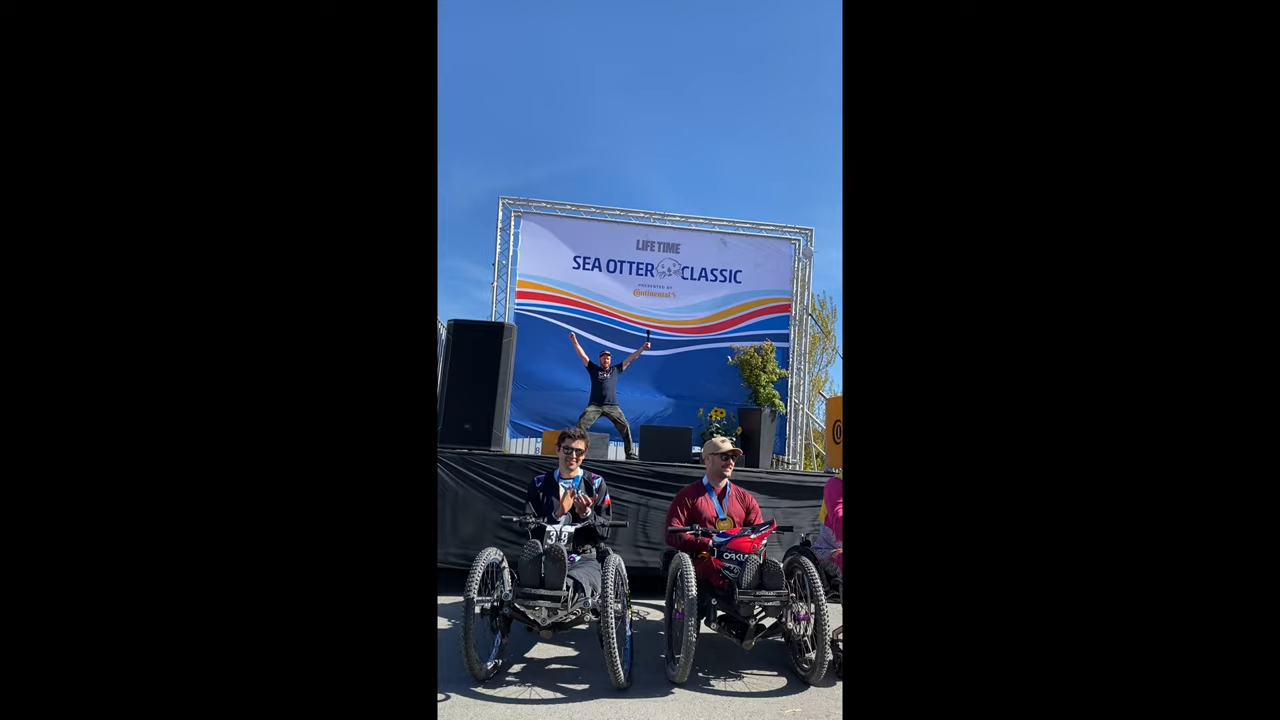 LIFE TIME
SEA OTTER CLASSIC
PRESENTED BY
Continental
38
OAKLEY